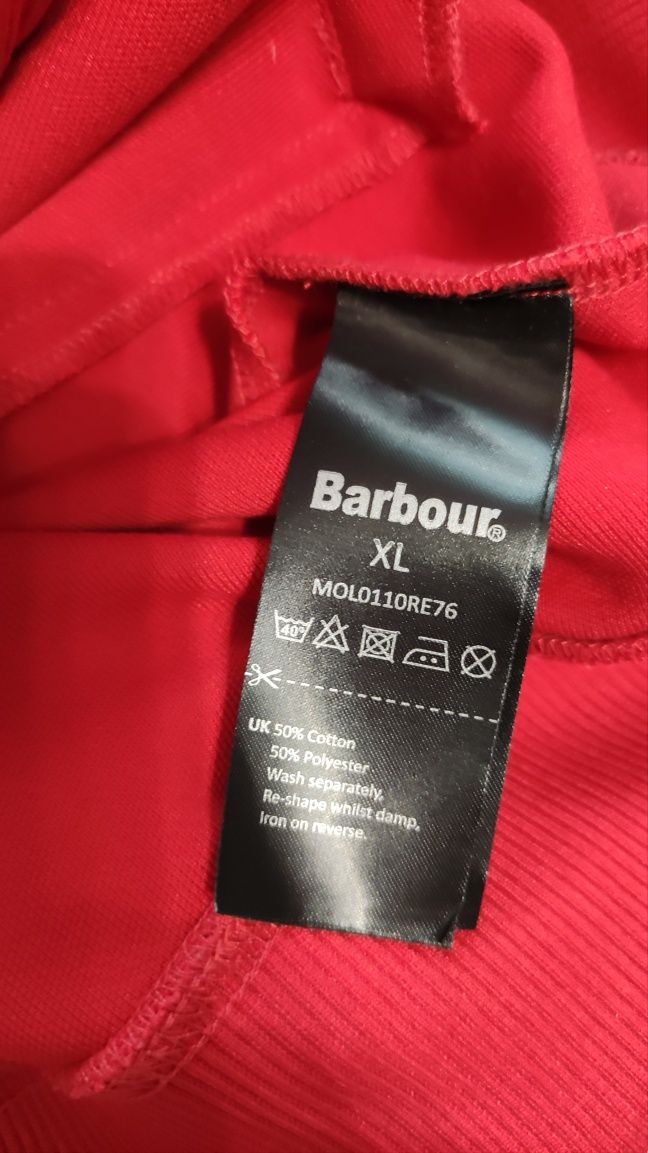 Barbour®
XL
MOL0110RE76
40°
UK 50% Cotton
50% Polyester
Wash separately.
Re-shape whilst damp.
Iron on reverse.